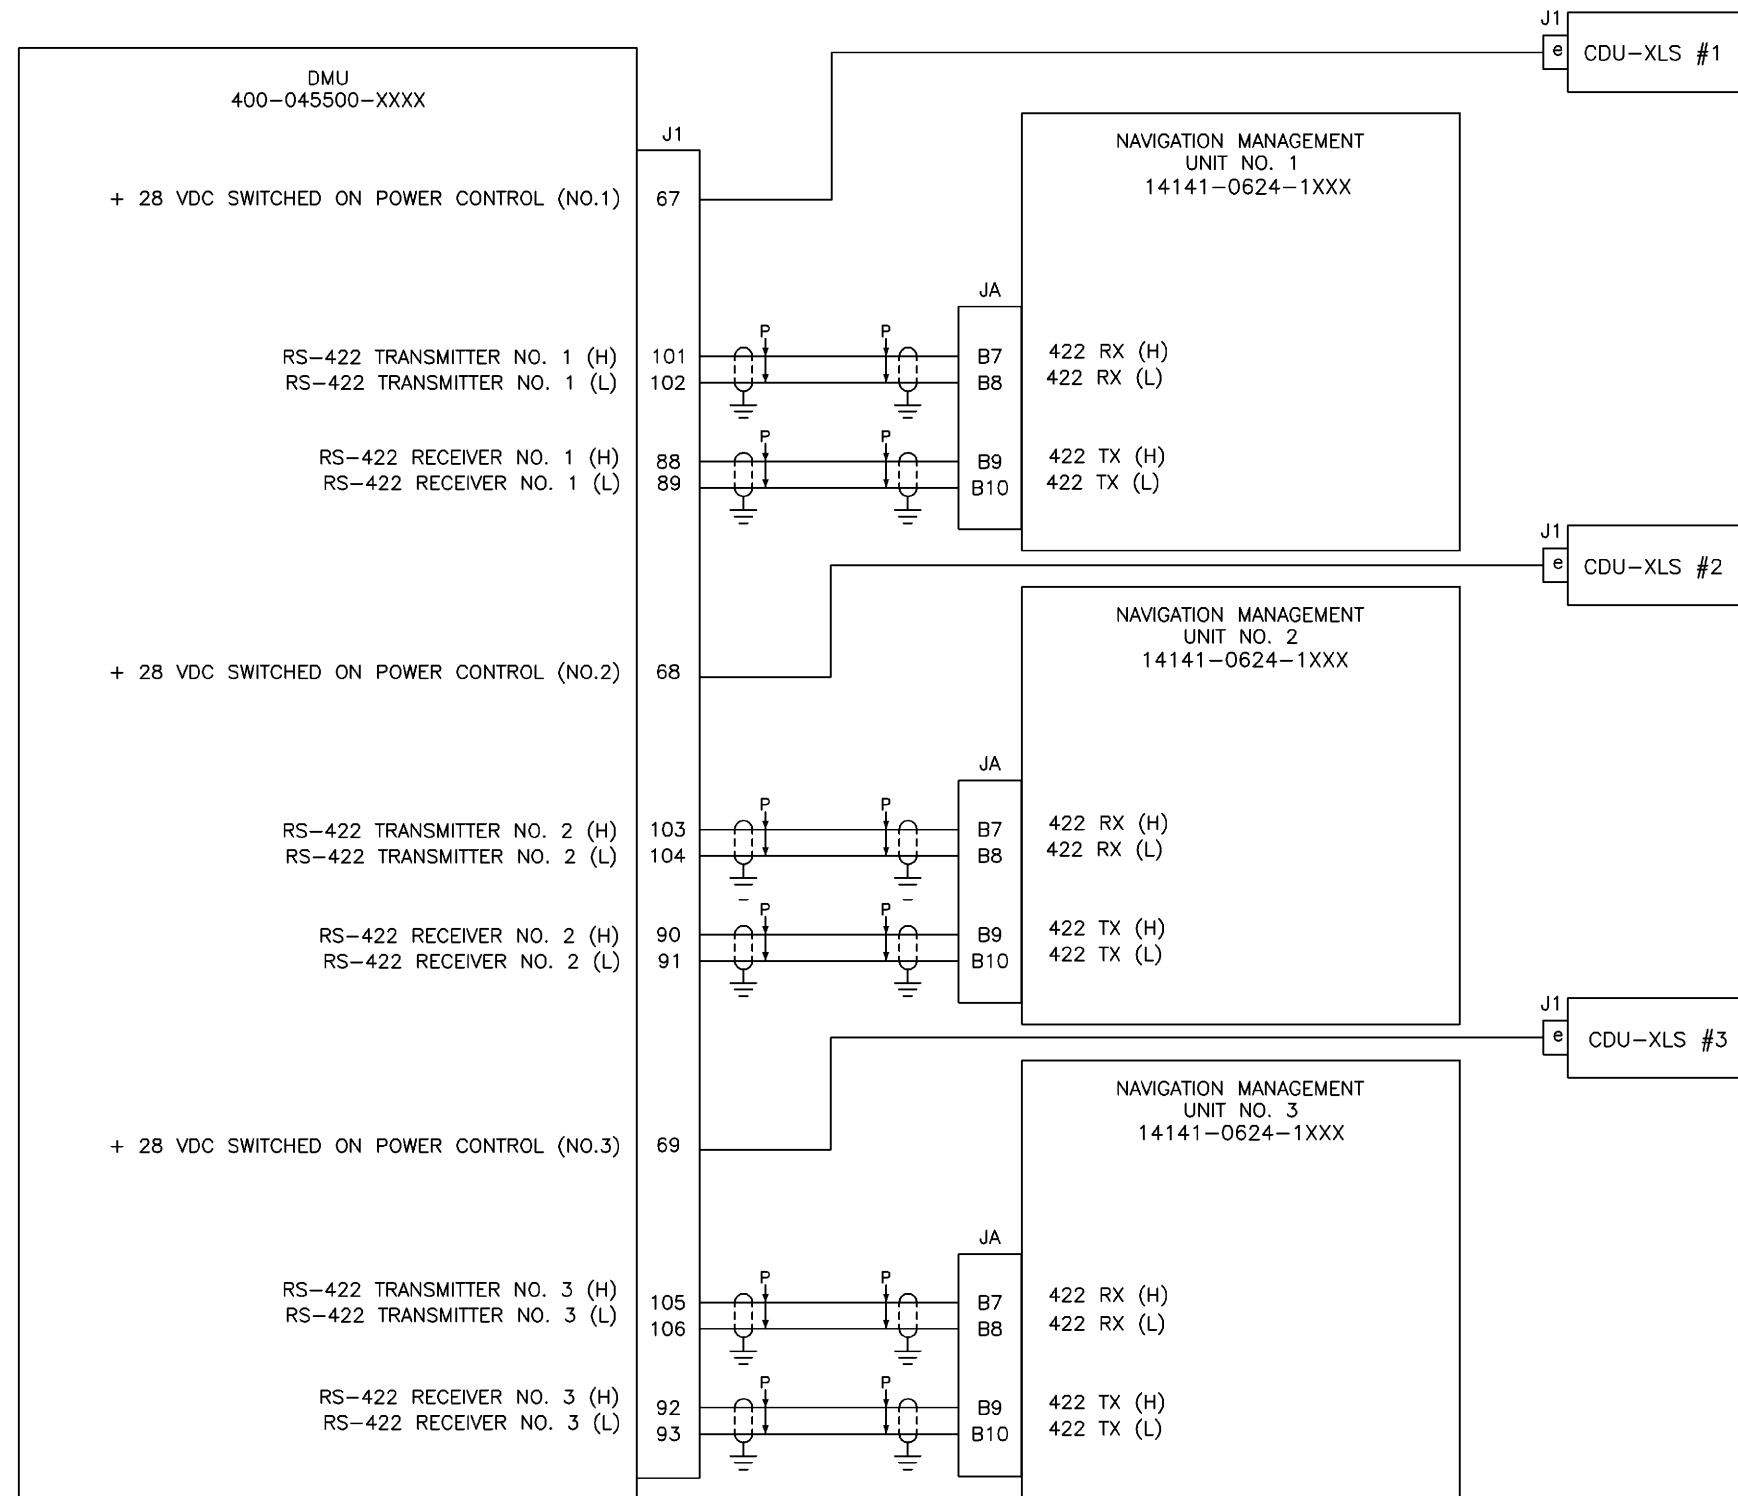 J1
e CDU-XLS #1
DMU
400-045500-XXXX
J1
NAVIGATION MANAGEMENT
UNIT NO. 1
14141-0624-1XXX
+ 28 VDC SWITCHED ON POWER CONTROL (NO.1) 67
JA
P P
RS-422 TRANSMITTER NO. 1 (H) 101 B7 422 RX (H)
RS-422 TRANSMITTER NO. 1 (L) 102 B8 422 RX (L)
P P
RS-422 RECEIVER NO. 1 (H) 88 B9 422 TX (H)
RS-422 RECEIVER NO. 1 (L) 89 B10 422 TX (L)
J1
e CDU-XLS #2
NAVIGATION MANAGEMENT
UNIT NO. 2
14141-0624-1XXX
+ 28 VDC SWITCHED ON POWER CONTROL (NO.2) 68
JA
P P
RS-422 TRANSMITTER NO. 2 (H) 103 B7 422 RX (H)
RS-422 TRANSMITTER NO. 2 (L) 104 B8 422 RX (L)
P P
RS-422 RECEIVER NO. 2 (H) 90 B9 422 TX (H)
RS-422 RECEIVER NO. 2 (L) 91 B10 422 TX (L)
J1
e CDU-XLS #3
NAVIGATION MANAGEMENT
UNIT NO. 3
14141-0624-1XXX
+ 28 VDC SWITCHED ON POWER CONTROL (NO.3) 69
JA
P P
RS-422 TRANSMITTER NO. 3 (H) 105 B7 422 RX (H)
RS-422 TRANSMITTER NO. 3 (L) 106 B8 422 RX (L)
P P
RS-422 RECEIVER NO. 3 (H) 92 B9 422 TX (H)
RS-422 RECEIVER NO. 3 (L) 93 B10 422 TX (L)